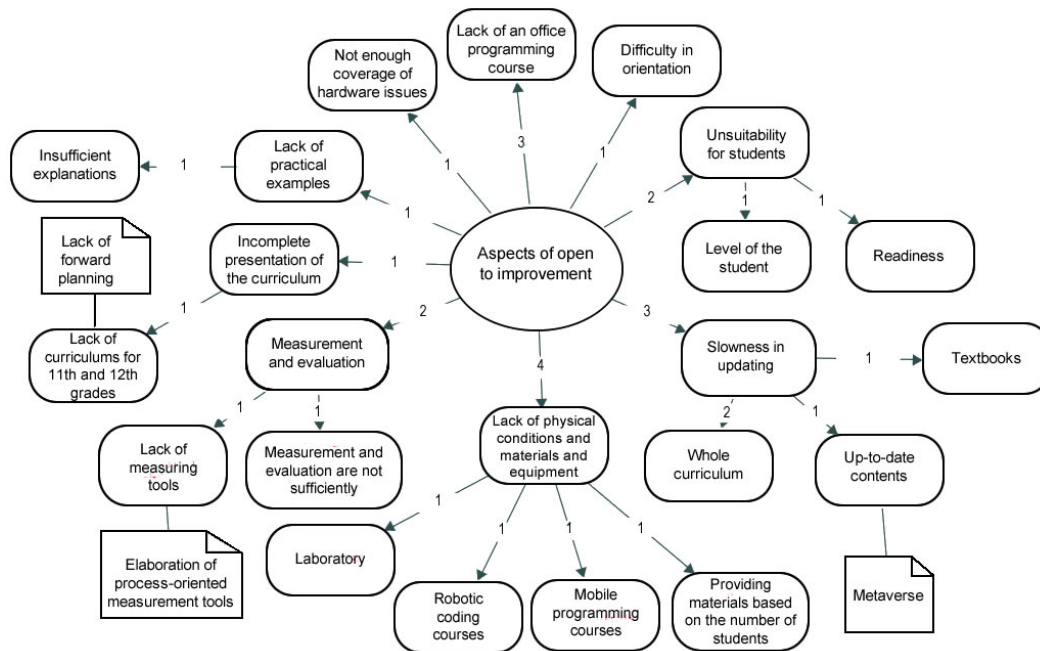 Lack of an office
programming
course
Not enough
coverage of
hardware issues
Difficulty in
orientation
3
1
1
Unsuitability
for students
Insufficient
explanations
1
Lack of
practical
examples
1
2
1
1
Level of the
student
Readiness
Aspects of open
to improvement
Lack of
forward
planning
Incomplete
presentation
of the curriculum
1
1
Lack of
curriculums for
11th and 12th
grades
2
Measurement
and evaluation
3
Slowness in
updating
1
Textbooks
4
1
1
2
1
Lack of
measuring
tools
Measurement and
evaluation are not
sufficiently
Lack of physical
conditions and
materials and
equipment
Whole
curriculum
Up-to-date
contents
1
1
1
1
Elaboration of
process-oriented
measurement tools
Laboratory
Robotic
coding
courses
Mobile
programming
courses
Providing
materials based
on the number of
students
Metaverse